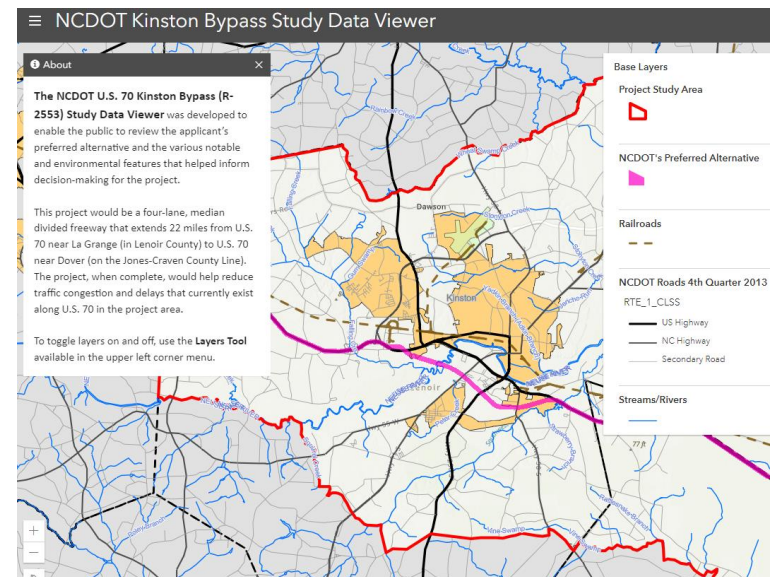 ≡ NCDOT Kinston Bypass Study Data Viewer
About
The NCDOT U.S. 70 Kinston Bypass (R-
2553) Study Data Viewer was developed to
enable the public to review the applicant's
preferred alternative and the various notable
and environmental features that helped inform
decision-making for the project.
This project would be a four-lane, median
divided freeway that extends 22 miles from U.S.
70 near La Grange (in Lenoir County) to U.S. 70
near Dover (on the Jones-Craven County Line).
The project, when complete, would help reduce
traffic congestion and delays that currently exist
along U.S. 70 in the project area.
To toggle layers on and off, use the Layers Tool
available in the upper left corner menu.
Base Layers
Project Study Area
NCDOT's Preferred Alternative
Railroads
NCDOT Roads 4th Quarter 2013
RTE_1_CLSS
US Highway
NC Highway
Secondary Road
Streams/Rivers
Dawson
Stonyton Creek
Kinston
NEUSE RIVER
Lenoir
77 ft
Vine Swamp